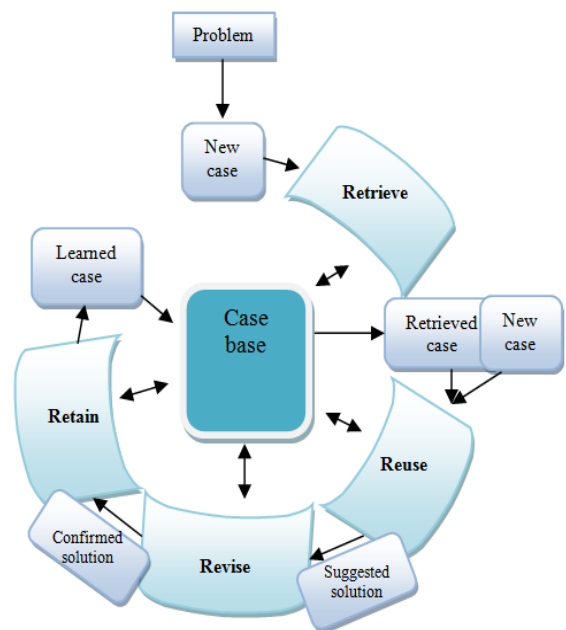 Problem
New
case
Retrieve
Learned
case
Case
base
Retrieved
case
New
case
Retain
Reuse
Confirmed
solution
Revise
Suggested
solution